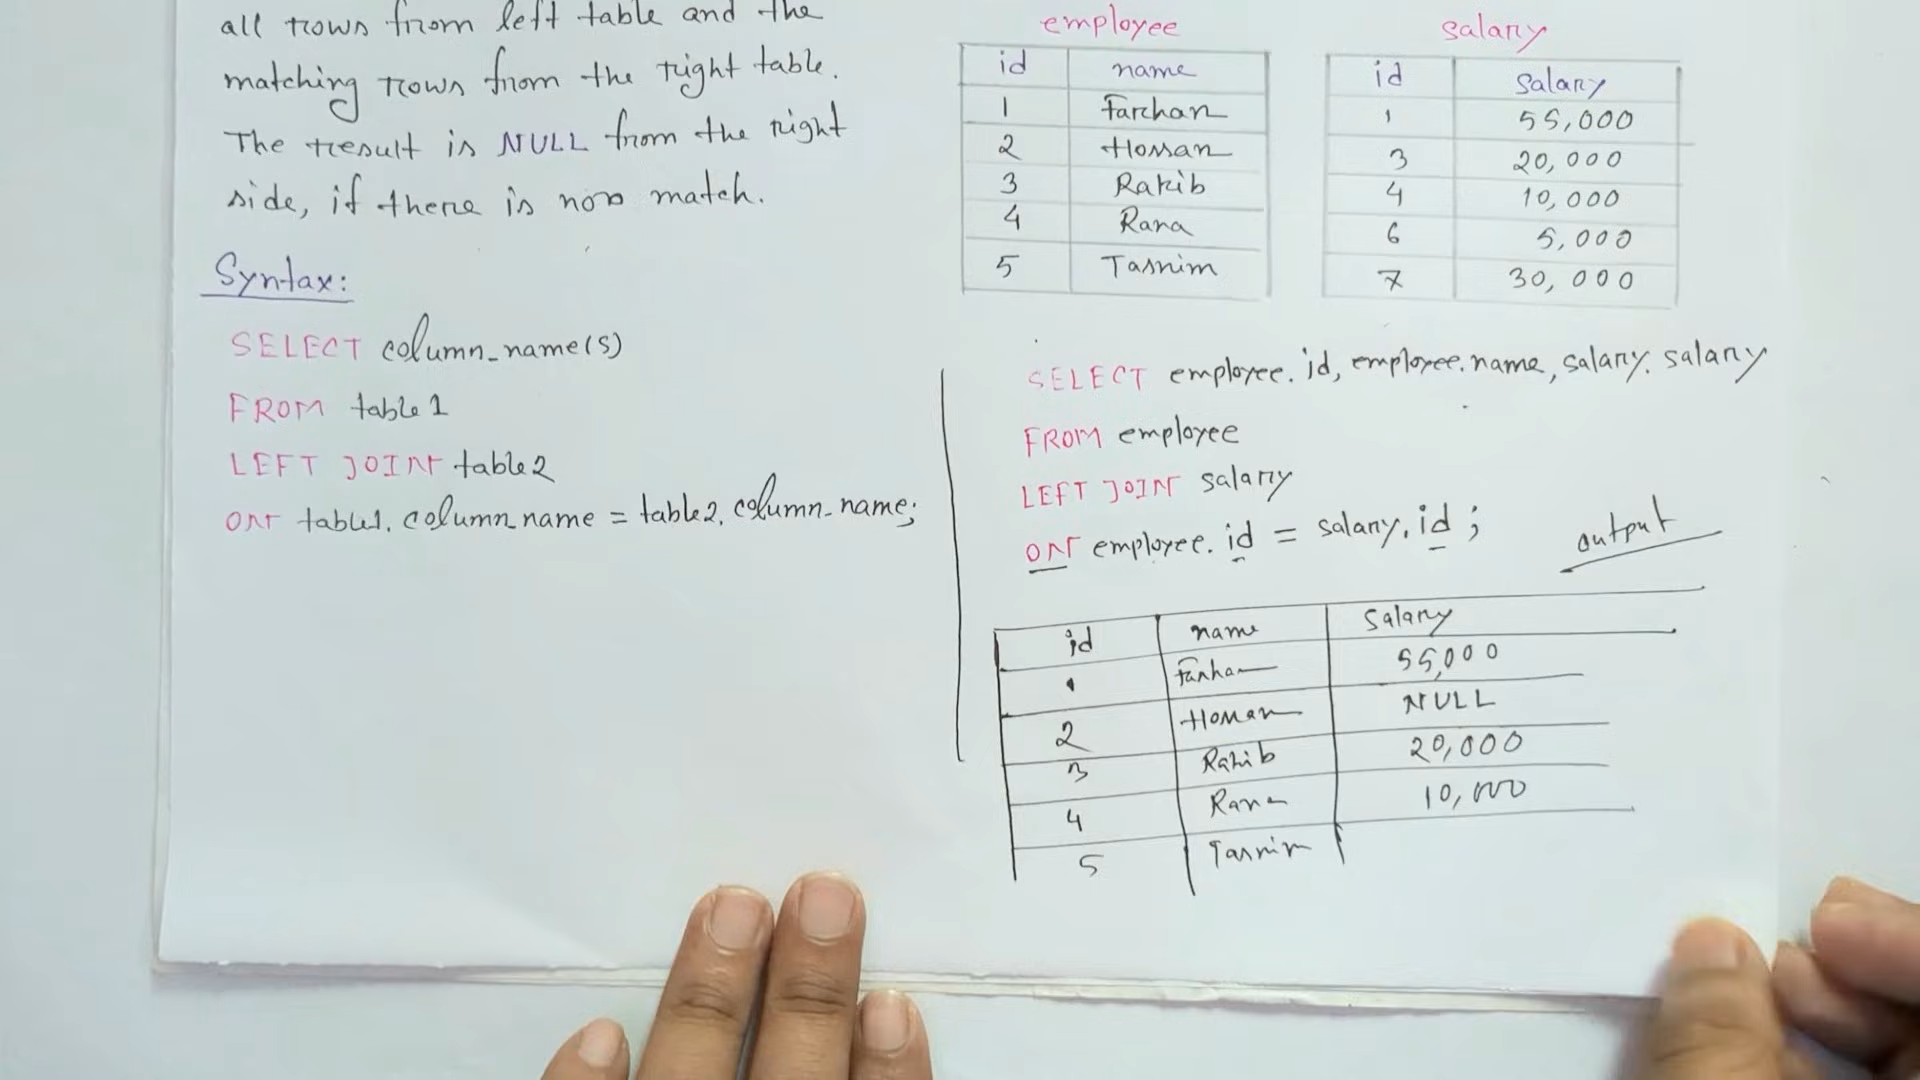 all rows from left table and the
matching rows from the right table.
The result is NULL from the right
side, if there is noo match.
Syntax:
SELECT column_name(s)
FROM table 1
LEFT JOIN table 2
ON table1. column_name = table2. column_name;
employee
id name
1 Farhan
2 Hossan
3 Rakib
4 Rana
5 Tasnim
salary
id Salary
1 55,000
3 20,000
4 10,000
6 5,000
7 30,000
SELECT employee. id, employee. name, salary. salary
FROM employee
LEFT JOIN salary
ON employee. id = salary. id ;
output
id name Salary
1 Farhan 55,000
2 Hossan NULL
3 Rakib 20,000
4 Rana 10,000
5 Tasnim